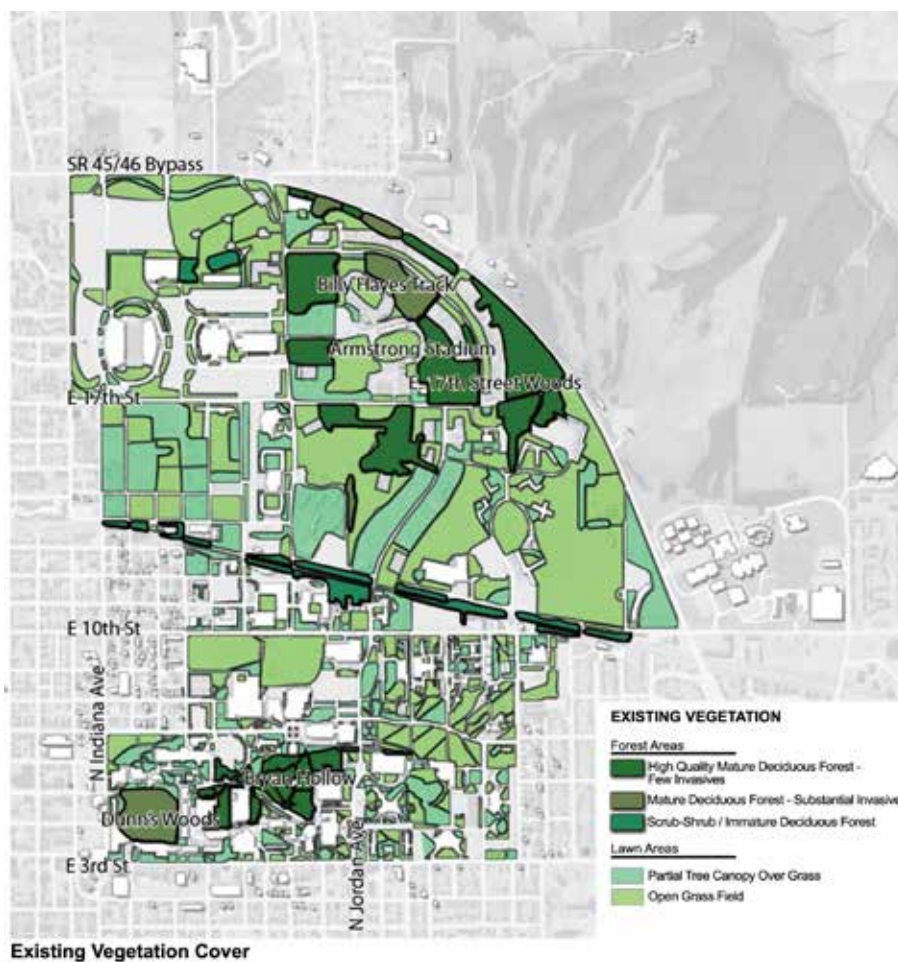 SR 45/46 Bypass
Billy Hayes Track
Armstrong Stadium
E 17th Street Woods
E 17th St
E 10th St
N Indiana Ave
Bryan Hollow
Dunn's Woods
N Jordan Ave
E 3rd St
EXISTING VEGETATION
Forest Areas
High Quality Mature Deciduous Forest -
Few Invasives
Mature Deciduous Forest - Substantial Invasive
Scrub-Shrub / Immature Deciduous Forest
Lawn Areas
Partial Tree Canopy Over Grass
Open Grass Field
Existing Vegetation Cover